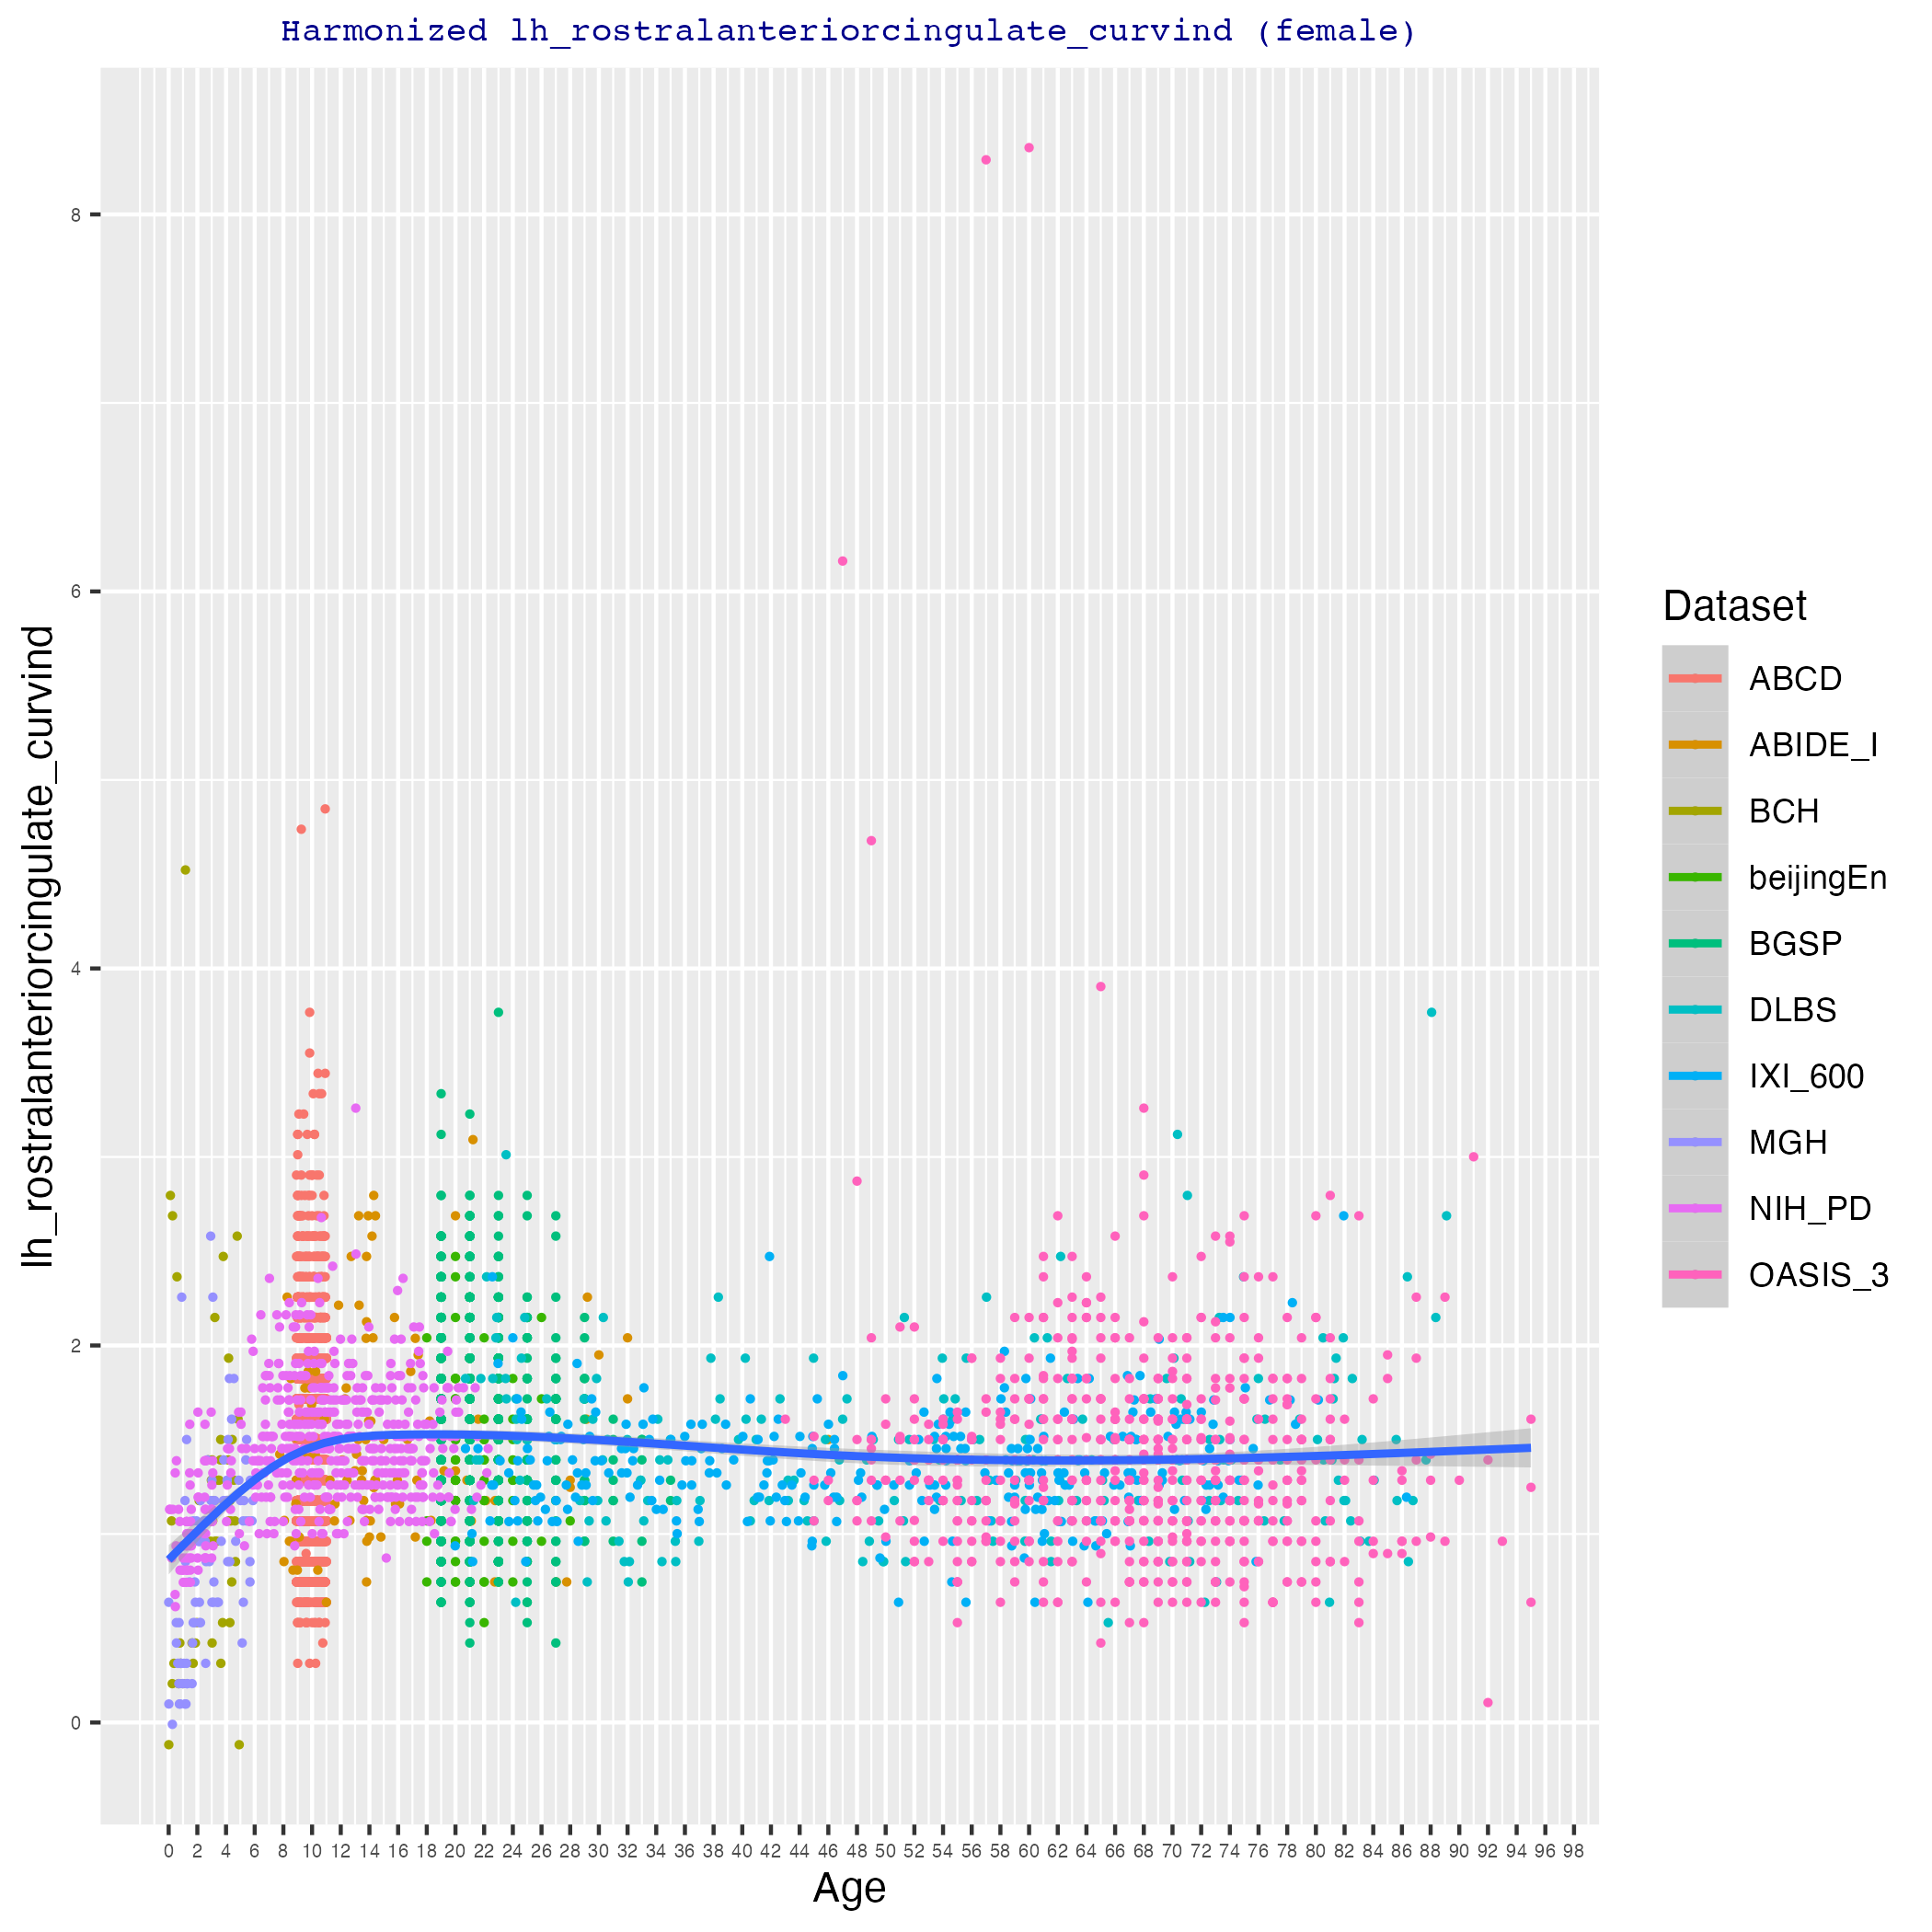 Harmonized lh_rostralanteriorcingulate_curvind (female)
lh_rostralanteriorcingulate_curvind
8
6
4
2
0
0 2 4 6 8 10 12 14 16 18 20 22 24 26 28 30 32 34 36 38 40 42 44 46 48 50 52 54 56 58 60 62 64 66 68 70 72 74 76 78 80 82 84 86 88 90 92 94 96 98
Age
Dataset
ABCD
ABIDE_I
BCH
beijingEn
BGSP
DLBS
IXI_600
MGH
NIH_PD
OASIS_3